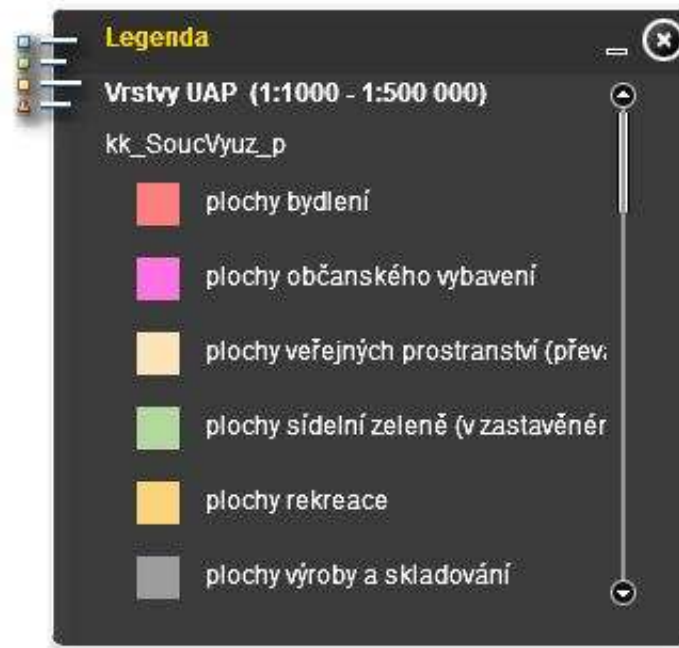 Legenda
Vrstvy UAP (1:1000 - 1:500 000)
kk_SoucVyuz_p
plochy bydlení
plochy občanského vybavení
plochy veřejných prostranství (převa
plochy sídelní zeleně (v zastavěném
plochy rekreace
plochy výroby a skladování